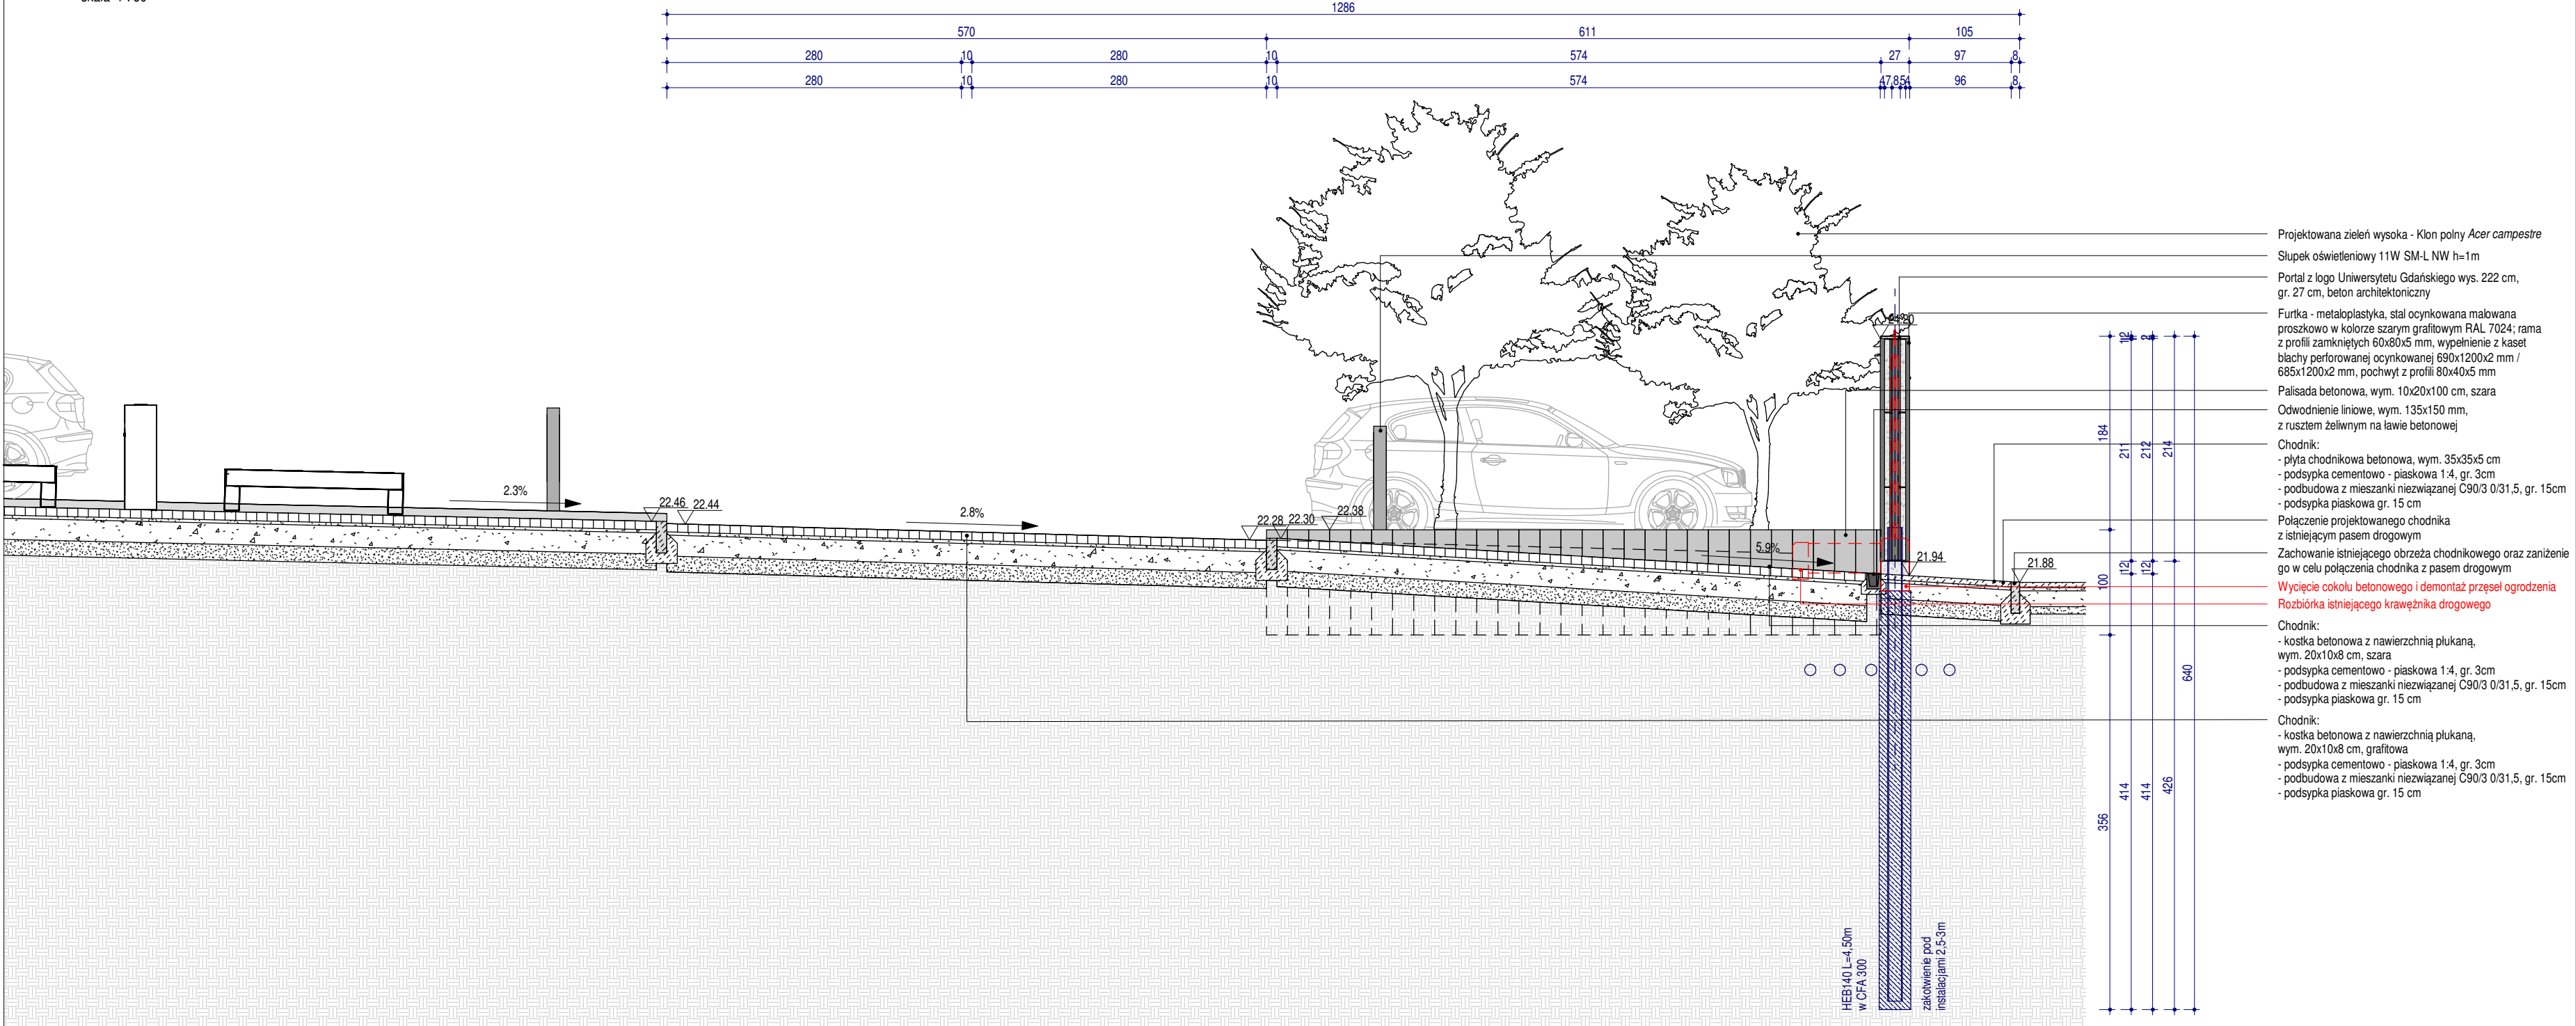 1286
570 611 105
280 10 280 10 574 27 97 8
280 10 280 10 574 47 8 54 96 8
Projektowana zieleń wysoka - Klon polny Acer campestre
Słupek oświetleniowy 11W SM-L NW h=1m
Portal z logo Uniwersytetu Gdańskiego wys. 222 cm,
gr. 27 cm, beton architektoniczny
Furtka - metaloplastyka, stal ocynkowana malowana
proszkowo w kolorze szarym grafitowym RAL 7024; rama
z profili zamkniętych 60x80x5 mm, wypełnienie z kaset
blachy perforowanej ocynkowanej 690x1200x2 mm /
685x1200x2 mm, pochwyt z profili 80x40x5 mm
Palisada betonowa, wym. 10x20x100 cm, szara
Odwodnienie liniowe, wym. 135x150 mm,
z rusztem żeliwnym na ławie betonowej
Chodnik:
- płyta chodnikowa betonowa, wym. 35x35x5 cm
- podsypka cementowo - piaskowa 1:4, gr. 3cm
- podbudowa z mieszanki niezwiązanej C90/3 0/31,5, gr. 15cm
- podsypka piaskowa gr. 15 cm
Połączenie projektowanego chodnika
z istniejącym pasem drogowym
Zachowanie istniejącego obrzeża chodnikowego oraz zaniżenie
go w celu połączenia chodnika z pasem drogowym
Wycięcie cokołu betonowego i demontaż przęseł ogrodzenia
Rozbiórka istniejącego krawężnika drogowego
Chodnik:
- kostka betonowa z nawierzchnią płukaną,
wym. 20x10x8 cm, szara
- podsypka cementowo - piaskowa 1:4, gr. 3cm
- podbudowa z mieszanki niezwiązanej C90/3 0/31,5, gr. 15cm
- podsypka piaskowa gr. 15 cm
Chodnik:
- kostka betonowa z nawierzchnią płukaną,
wym. 20x10x8 cm, grafitowa
- podsypka cementowo - piaskowa 1:4, gr. 3cm
- podbudowa z mieszanki niezwiązanej C90/3 0/31,5, gr. 15cm
- podsypka piaskowa gr. 15 cm
2.3%
22.46 22.44
2.8%
22.28 22.30 22.38
5.9%
21.94
21.88
184
211
212
214
100
12
12
640
356
414
414
426
HEB140 L=4,50m
w CFA 300
zakotwienie pod
instalacjami 2,5-3m